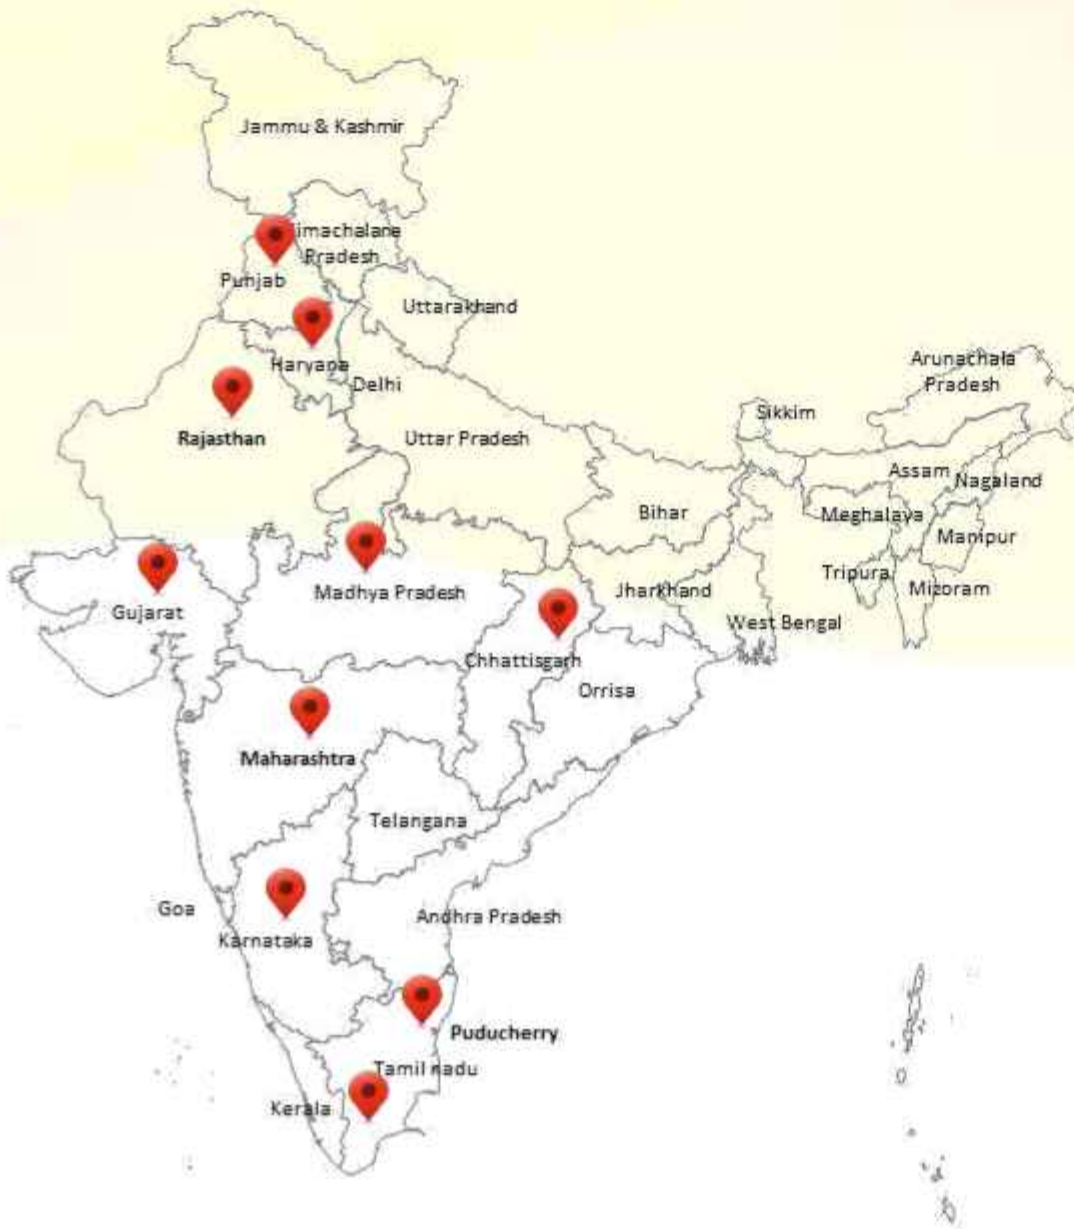 Jammu & Kashmir
imachalane
Pradesh
Punjab
Uttarakhand
Haryana
Delhi
Arunachala
Pradesh
Sikkim
Rajasthan
Uttar Pradesh
Assam
Nagaland
Bihar
Meghalaya
Manipur
Tripura
Mizoram
Madhya Pradesh
Jharkhand
Gujarat
West Bengal
Chhattisgarh
Orrisa
Maharashtra
Telangana
Goa
Andhra Pradesh
Karnataka
Puducherry
Tamil nadu
Kerala